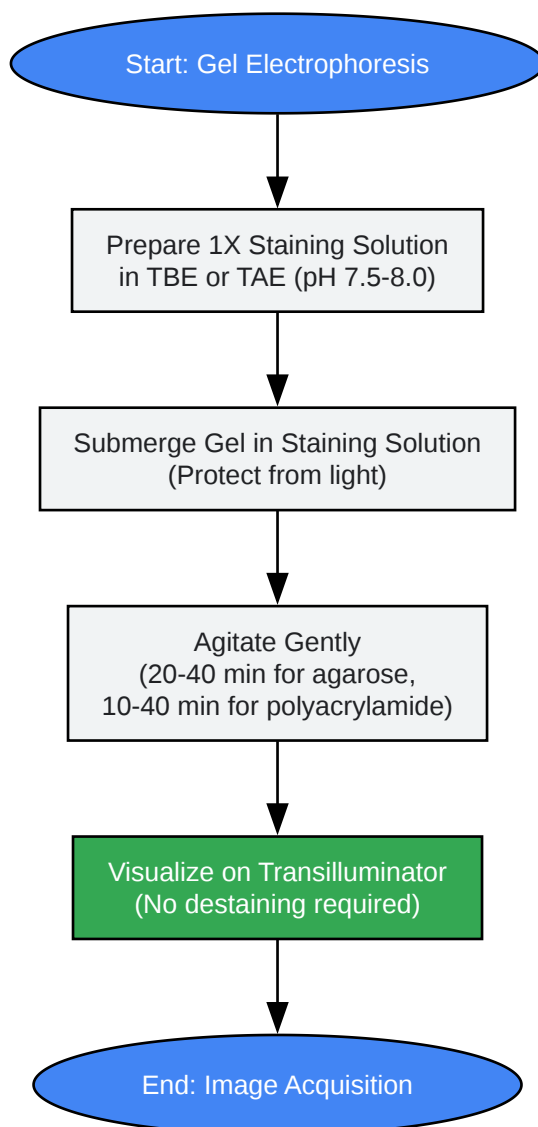 Start: Gel Electrophoresis
Prepare 1X Staining Solution
in TBE or TAE (pH 7.5-8.0)
Submerge Gel in Staining Solution
(Protect from light)
Agitate Gently
(20-40 min for agarose,
10-40 min for polyacrylamide)
Visualize on Transilluminator
(No destaining required)
End: Image Acquisition